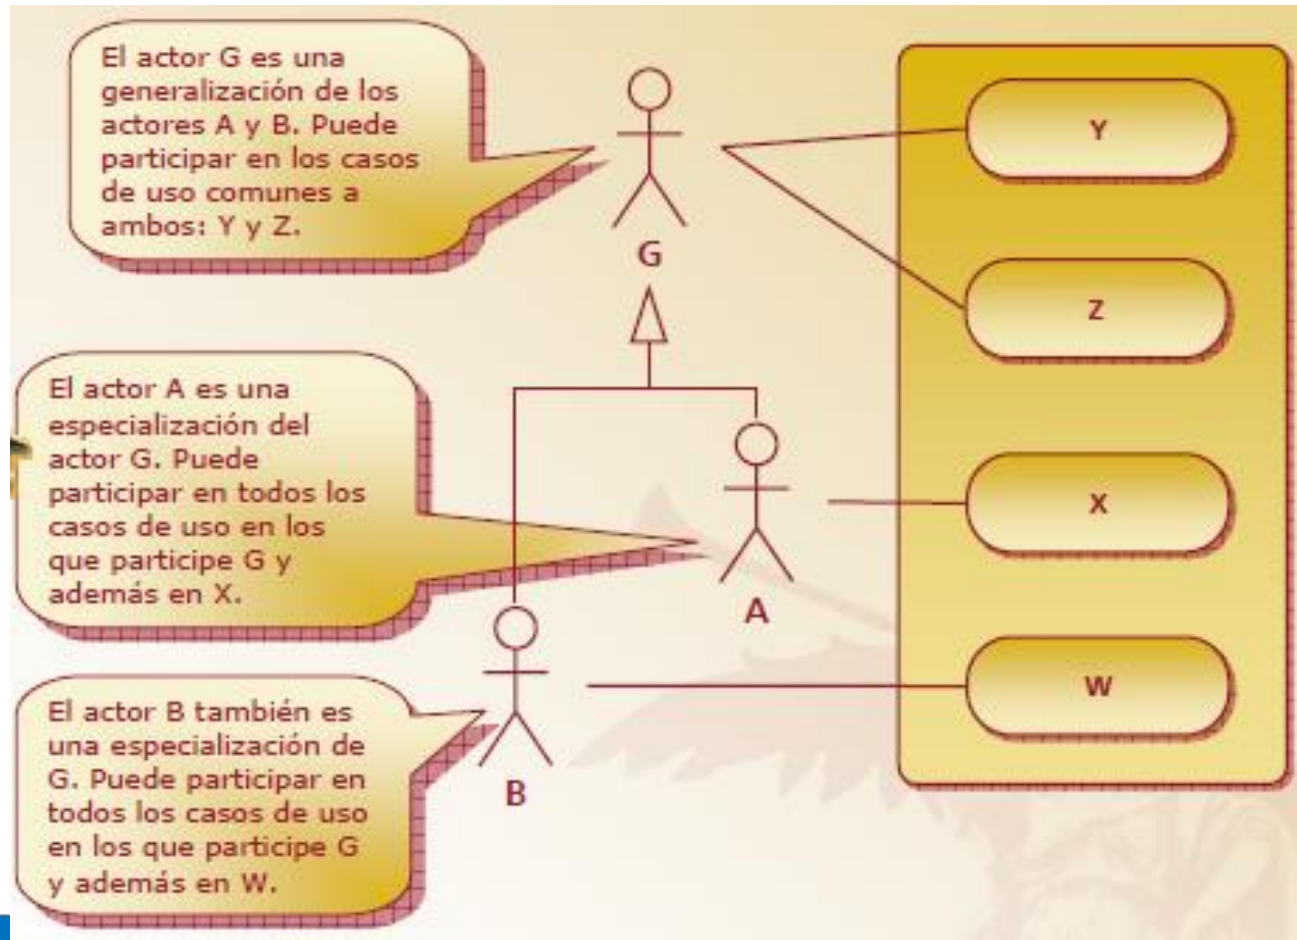 El actor G es una
generalización de los
actores A y B. Puede
participar en los casos
de uso comunes a
ambos: Y y Z.
G
Y
Z
El actor A es una
especialización del
actor G. Puede
participar en todos los
casos de uso en los
que participe G y
además en X.
A
X
El actor B también es
una especialización de
G. Puede participar en
todos los casos de uso
en los que participe G
y además en W.
B
W